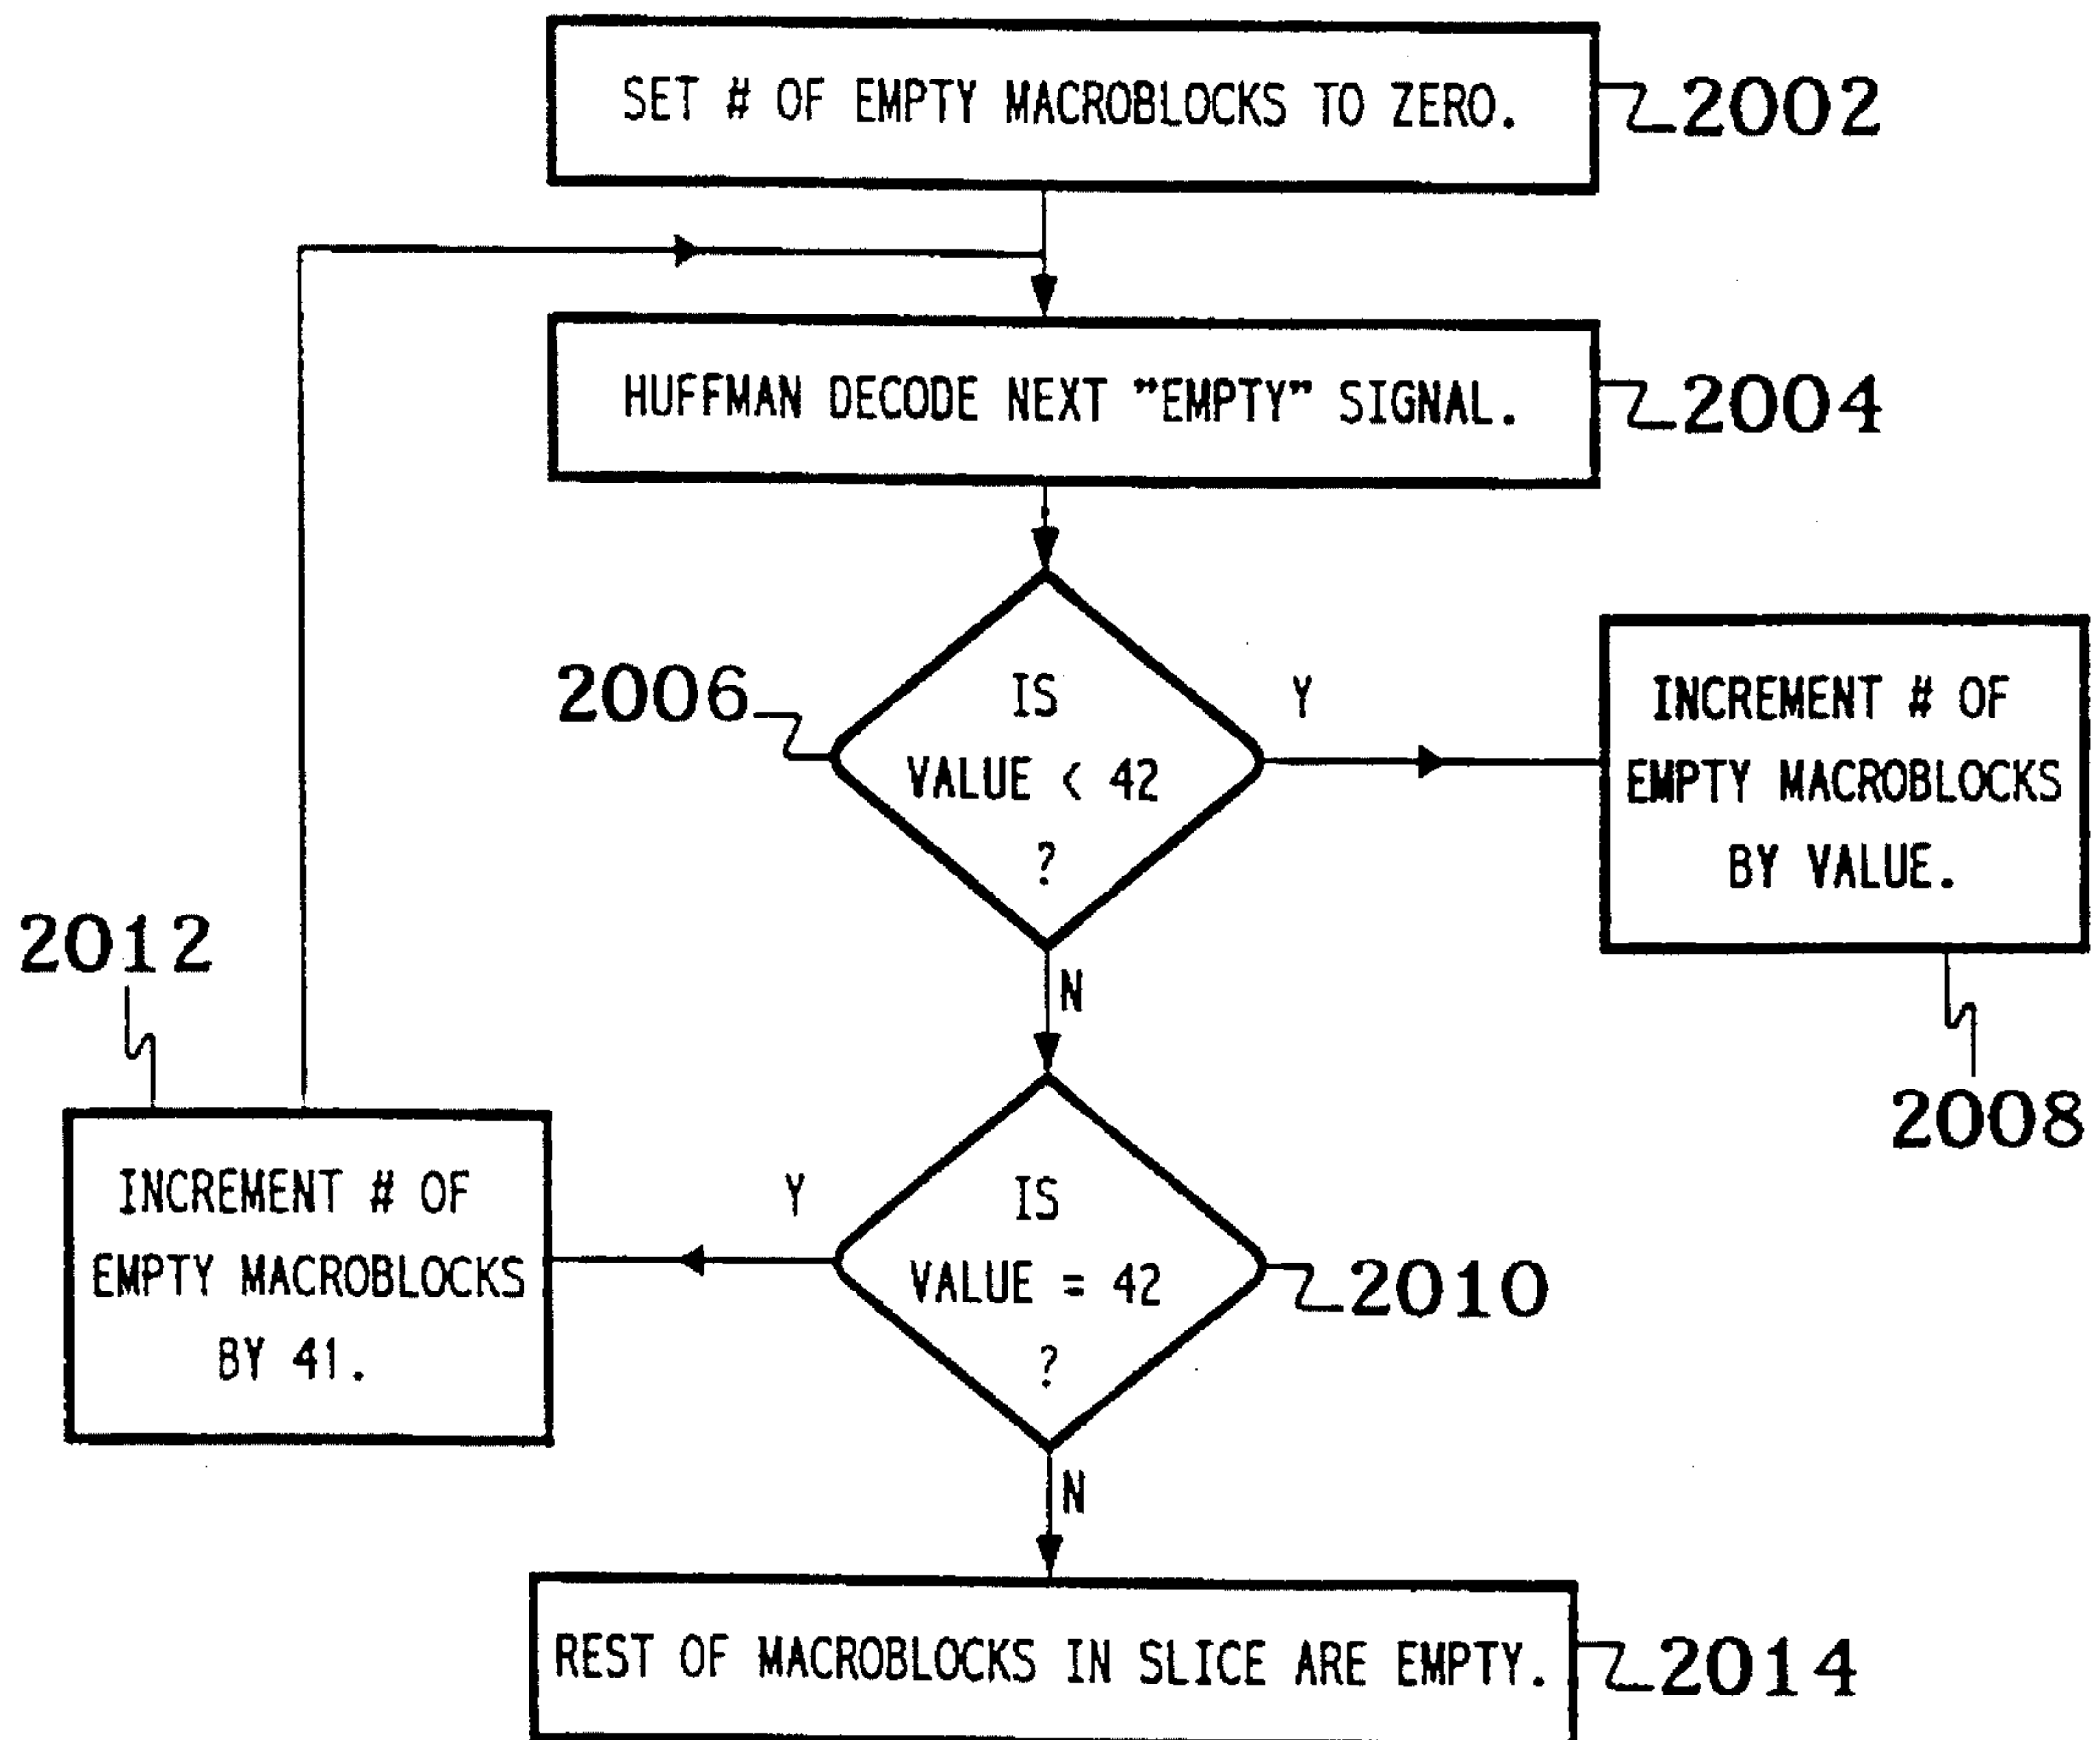 SET # OF EMPTY MACROBLOCKS TO ZERO.
2002
HUFFMAN DECODE NEXT "EMPTY" SIGNAL.
2004
2006
IS
VALUE < 42
?
Y
INCREMENT # OF
EMPTY MACROBLOCKS
BY VALUE.
2008
N
2012
INCREMENT # OF
EMPTY MACROBLOCKS
BY 41.
Y
IS
VALUE = 42
?
2010
N
REST OF MACROBLOCKS IN SLICE ARE EMPTY.
2014